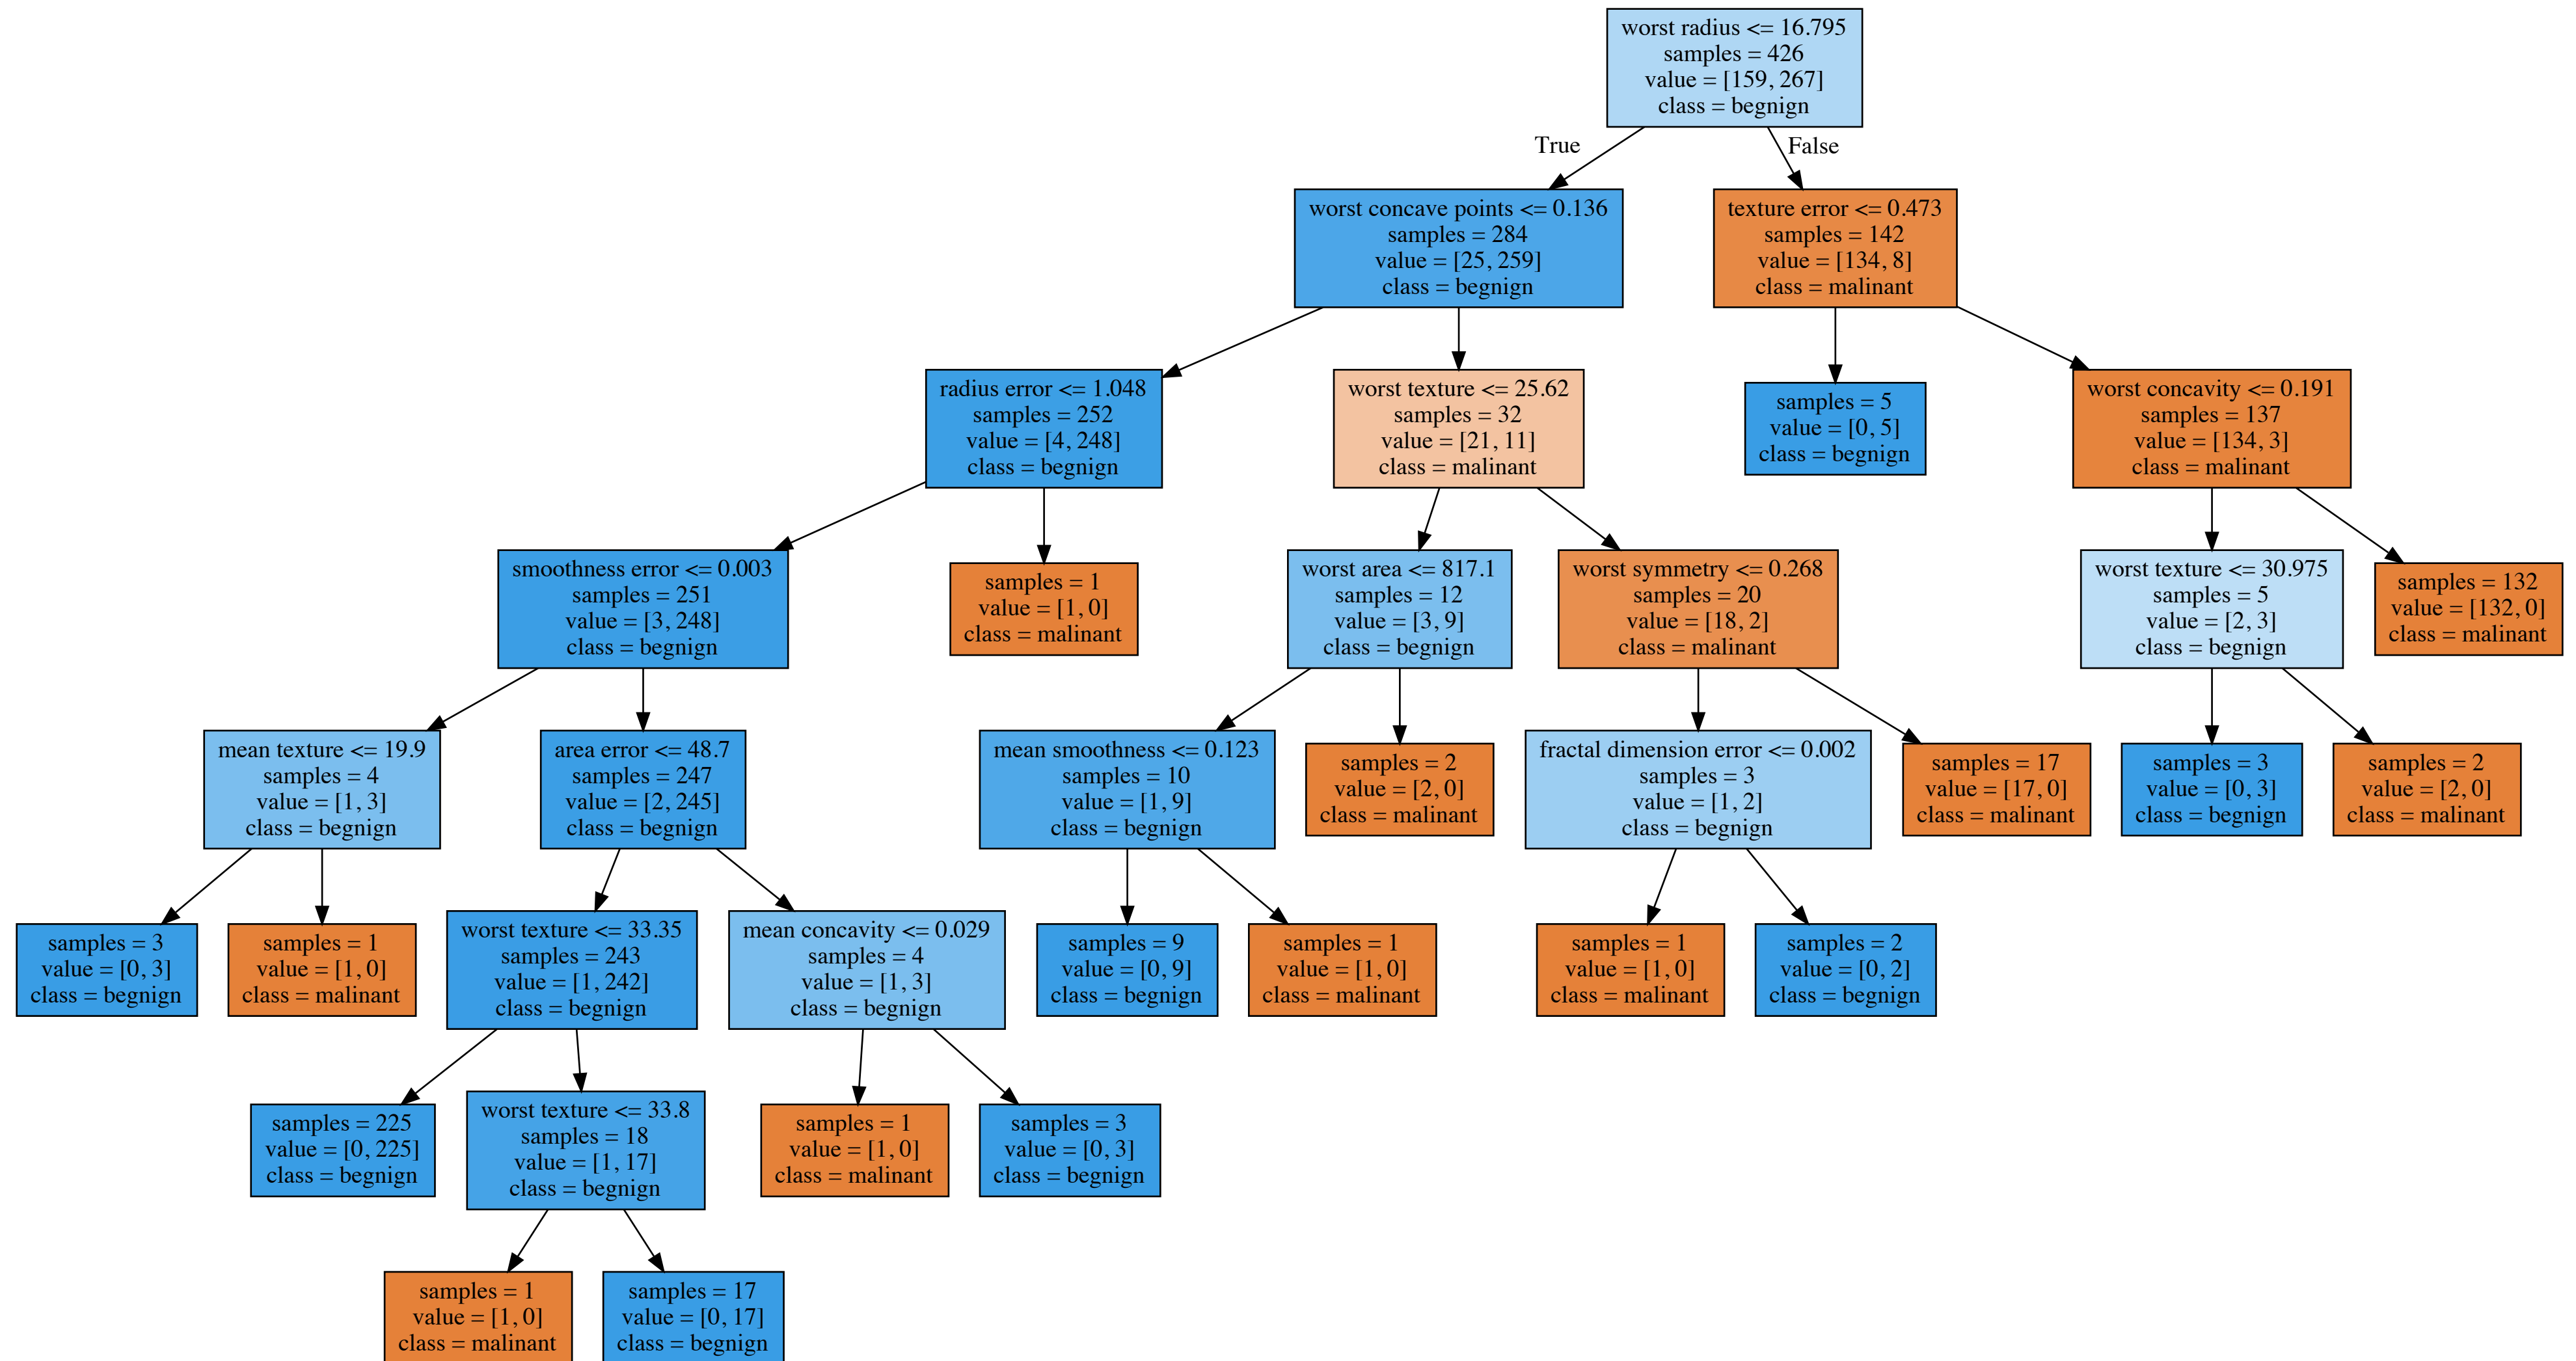 worst radius <= 16.795
samples = 426
value = [159, 267]
class = begnign
True
False
worst concave points <= 0.136
samples = 284
value = [25, 259]
class = begnign
texture error <= 0.473
samples = 142
value = [134, 8]
class = malinant
radius error <= 1.048
samples = 252
value = [4, 248]
class = begnign
worst texture <= 25.62
samples = 32
value = [21, 11]
class = malinant
samples = 5
value = [0, 5]
class = begnign
worst concavity <= 0.191
samples = 137
value = [134, 3]
class = malinant
smoothness error <= 0.003
samples = 251
value = [3, 248]
class = begnign
samples = 1
value = [1, 0]
class = malinant
worst area <= 817.1
samples = 12
value = [3, 9]
class = begnign
worst symmetry <= 0.268
samples = 20
value = [18, 2]
class = malinant
worst texture <= 30.975
samples = 5
value = [2, 3]
class = begnign
samples = 132
value = [132, 0]
class = malinant
mean texture <= 19.9
samples = 4
value = [1, 3]
class = begnign
area error <= 48.7
samples = 247
value = [2, 245]
class = begnign
mean smoothness <= 0.123
samples = 10
value = [1, 9]
class = begnign
samples = 2
value = [2, 0]
class = malinant
fractal dimension error <= 0.002
samples = 3
value = [1, 2]
class = begnign
samples = 17
value = [17, 0]
class = malinant
samples = 3
value = [0, 3]
class = begnign
samples = 2
value = [2, 0]
class = malinant
samples = 3
value = [0, 3]
class = begnign
samples = 1
value = [1, 0]
class = malinant
worst texture <= 33.35
samples = 243
value = [1, 242]
class = begnign
mean concavity <= 0.029
samples = 4
value = [1, 3]
class = begnign
samples = 9
value = [0, 9]
class = begnign
samples = 1
value = [1, 0]
class = malinant
samples = 1
value = [1, 0]
class = malinant
samples = 2
value = [0, 2]
class = begnign
samples = 225
value = [0, 225]
class = begnign
worst texture <= 33.8
samples = 18
value = [1, 17]
class = begnign
samples = 1
value = [1, 0]
class = malinant
samples = 3
value = [0, 3]
class = begnign
samples = 1
value = [1, 0]
class = malinant
samples = 17
value = [0, 17]
class = begnign